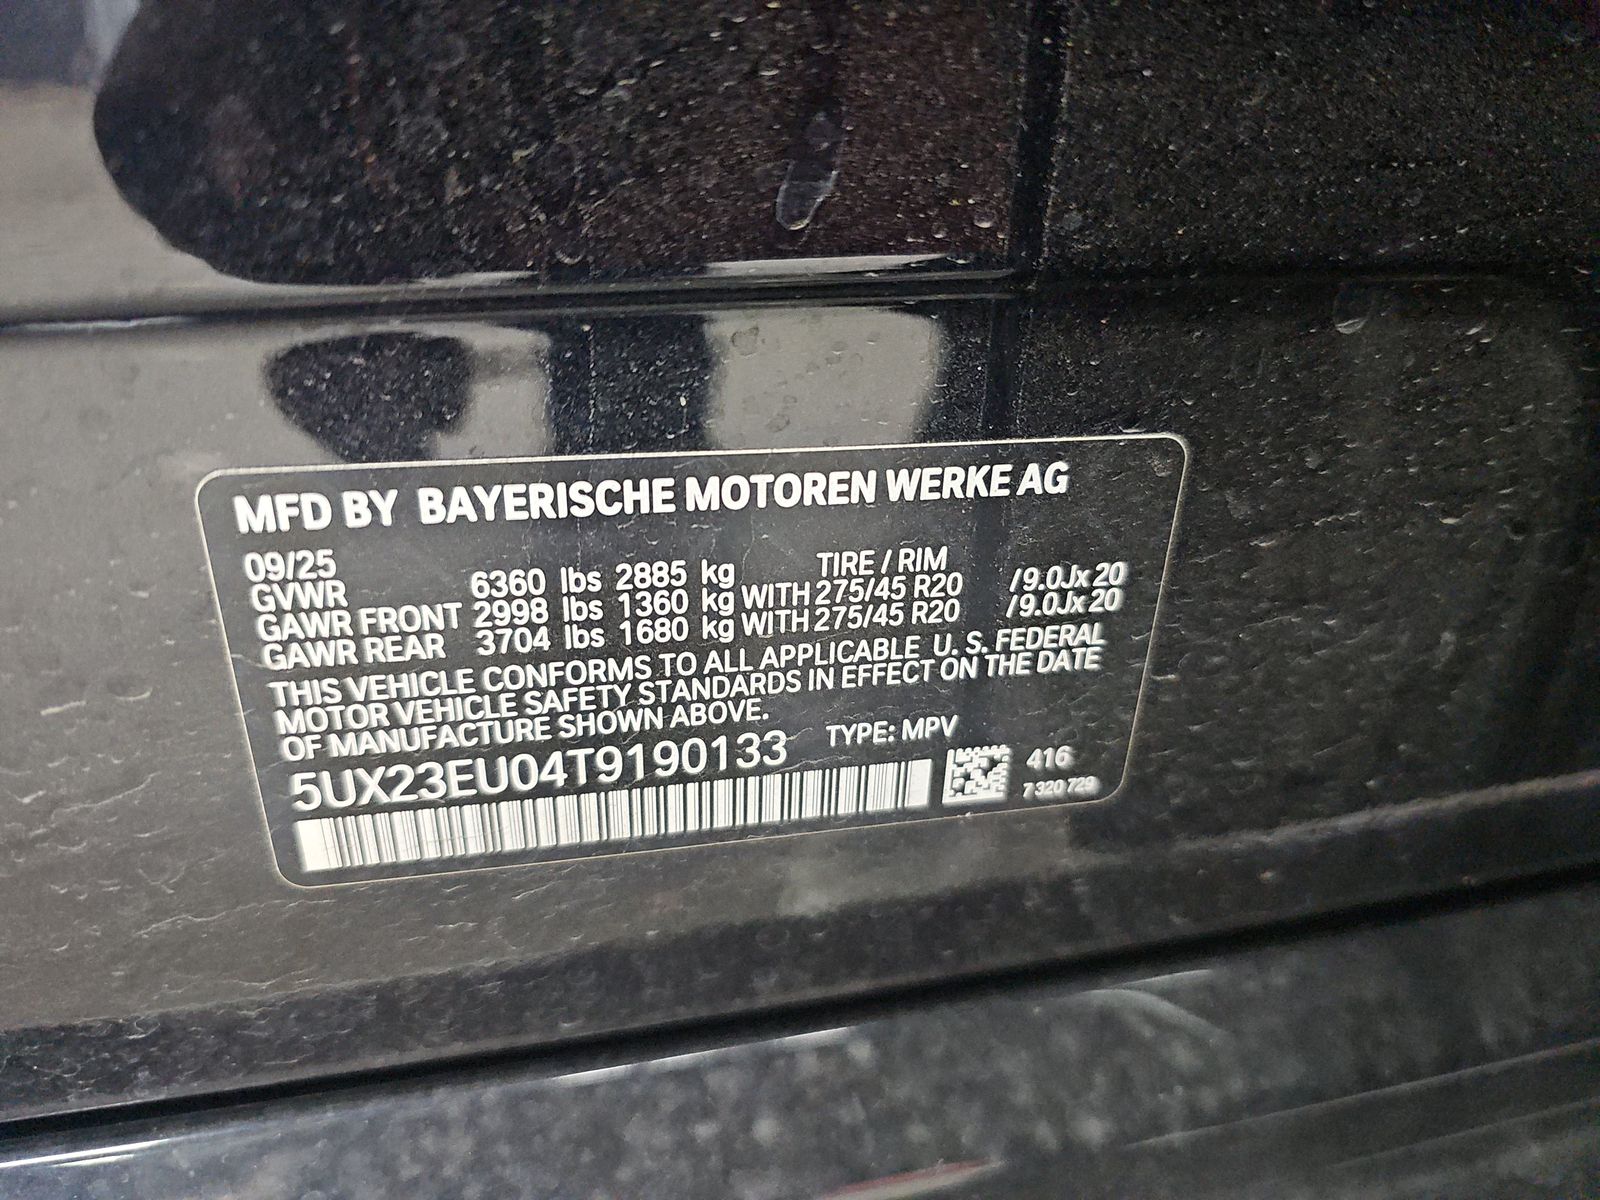 MFD BY BAYERISCHE MOTOREN WERKE AG
09/25 TIRE / RIM
GVWR 6360 lbs 2885 kg
GAWR FRONT 2998 lbs 1360 kg WITH 275/45 R20 /9.0Jx20
GAWR REAR 3704 lbs 1680 kg WITH 275/45 R20 /9.0Jx20
THIS VEHICLE CONFORMS TO ALL APPLICABLE U. S. FEDERAL
MOTOR VEHICLE SAFETY STANDARDS IN EFFECT ON THE DATE
OF MANUFACTURE SHOWN ABOVE.
5UX23EU04T9190133 TYPE: MPV
416
7 320 729